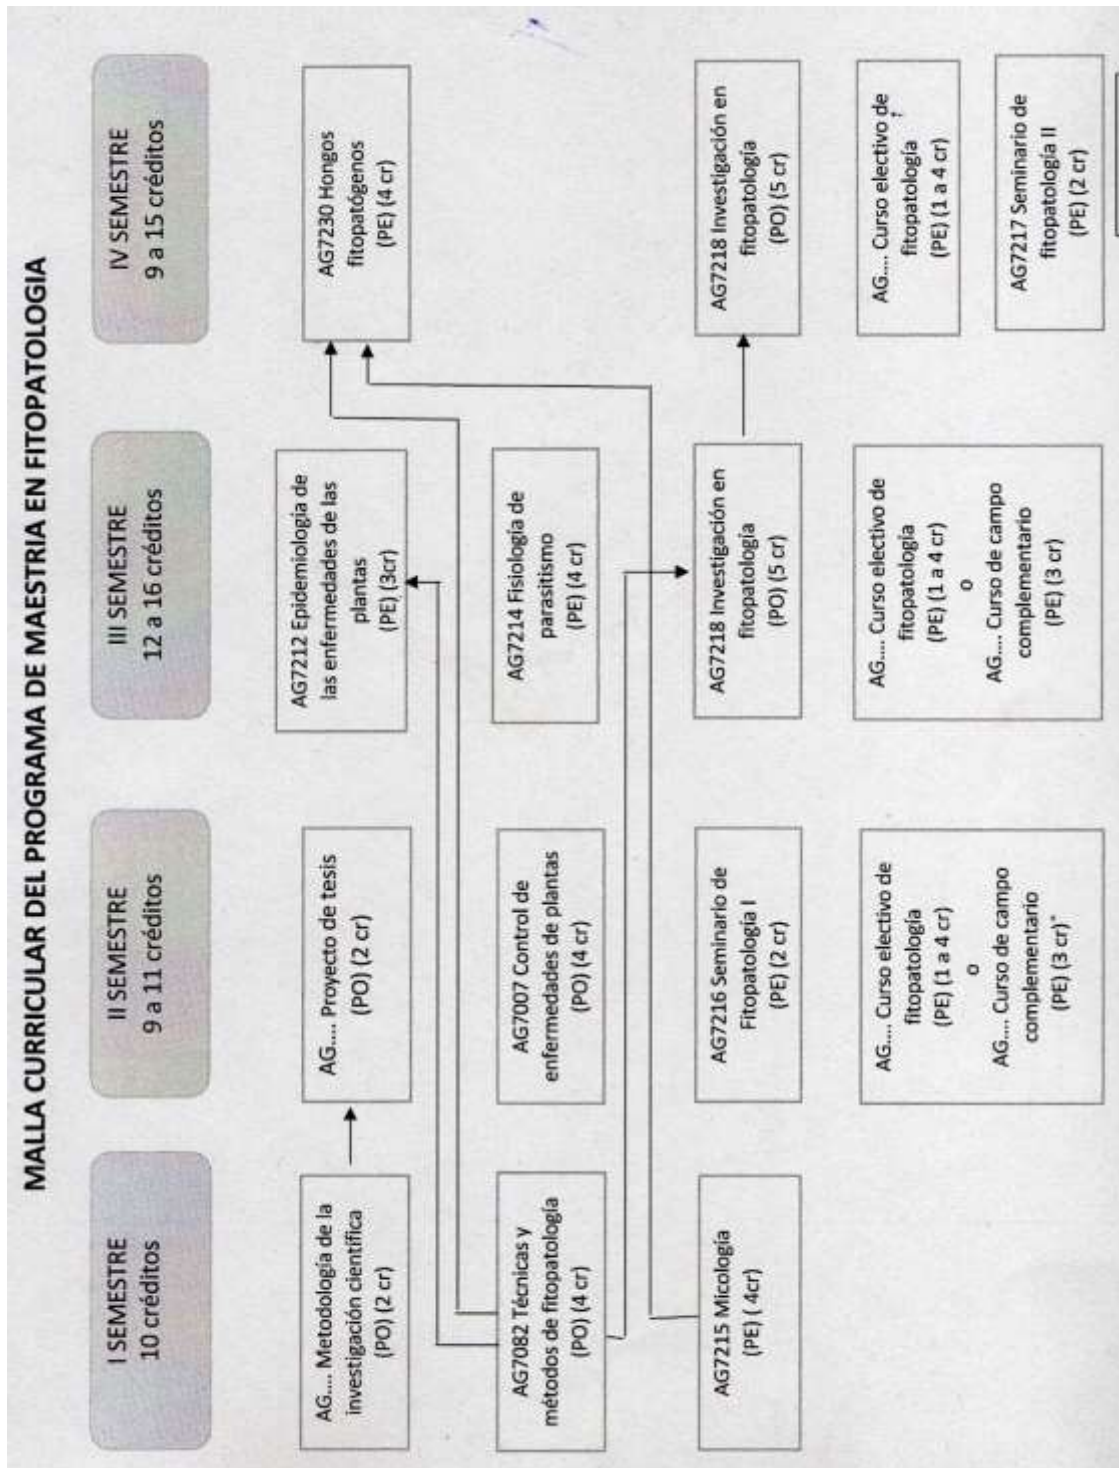 MALLA CURRICULAR DEL PROGRAMA DE MAESTRIA EN FITOPATOLOGIA
I SEMESTRE
10 créditos
II SEMESTRE
9 a 11 créditos
III SEMESTRE
12 a 16 créditos
IV SEMESTRE
9 a 15 créditos
AG.... Metodología de la
investigación científica
(PO) (2 cr)
AG.... Proyecto de tesis
(PO) (2 cr)
AG7212 Epidemiologia de
las enfermedades de las
plantas
(PE) (3cr)
AG7230 Hongos
fitopatógenos
(PE) (4 cr)
AG7082 Técnicas y
métodos de fitopatología
(PO) (4 cr)
AG7007 Control de
enfermedades de plantas
(PO) (4 cr)
AG7214 Fisiología de
parasitismo
(PE) (4 cr)
AG7215 Micología
(PE) ( 4cr)
AG7216 Seminario de
Fitopatología I
(PE) (2 cr)
AG7218 Investigación en
fitopatología
(PO) (5 cr)
AG7218 Investigación en
fitopatología
(PO) (5 cr)
AG.... Curso electivo de
fitopatología
(PE) (1 a 4 cr)
o
AG.... Curso de campo
complementario
(PE) (3 cr)*
AG.... Curso electivo de
fitopatología
(PE) (1 a 4 cr)
o
AG.... Curso de campo
complementario
(PE) (3 cr)
AG.... Curso electivo de
fitopatología
(PE) (1 a 4 cr)
AG7217 Seminario de
fitopatología II
(PE) (2 cr)